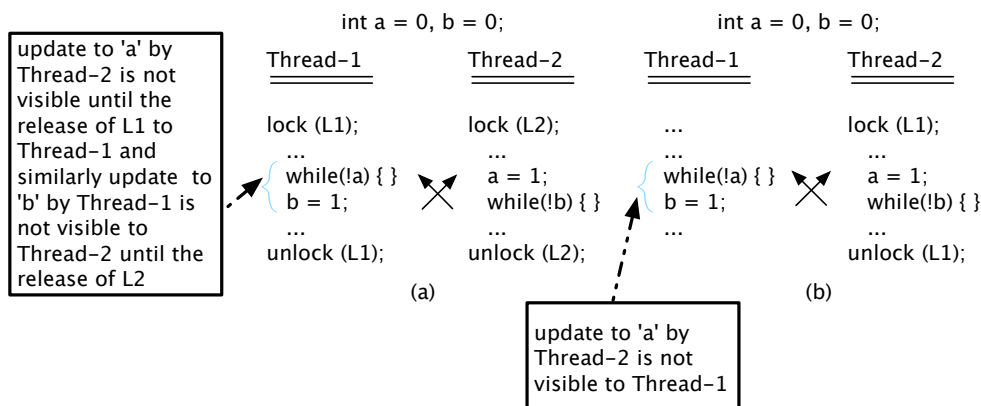 int a = 0, b = 0;
int a = 0, b = 0;
update to 'a' by
Thread-2 is not
visible until the
release of L1 to
Thread-1 and
similarly update to
'b' by Thread-1 is
not visible to
Thread-2 until the
release of L2
Thread-1
lock (L1);
...
while(!a) { }
b = 1;
...
unlock (L1);
Thread-2
lock (L2);
...
a = 1;
while(!b) { }
...
unlock (L2);
(a)
Thread-1
...
...
while(!a) { }
b = 1;
...
Thread-2
lock (L1);
...
a = 1;
while(!b) { }
...
unlock (L1);
(b)
update to 'a' by
Thread-2 is not
visible to Thread-1